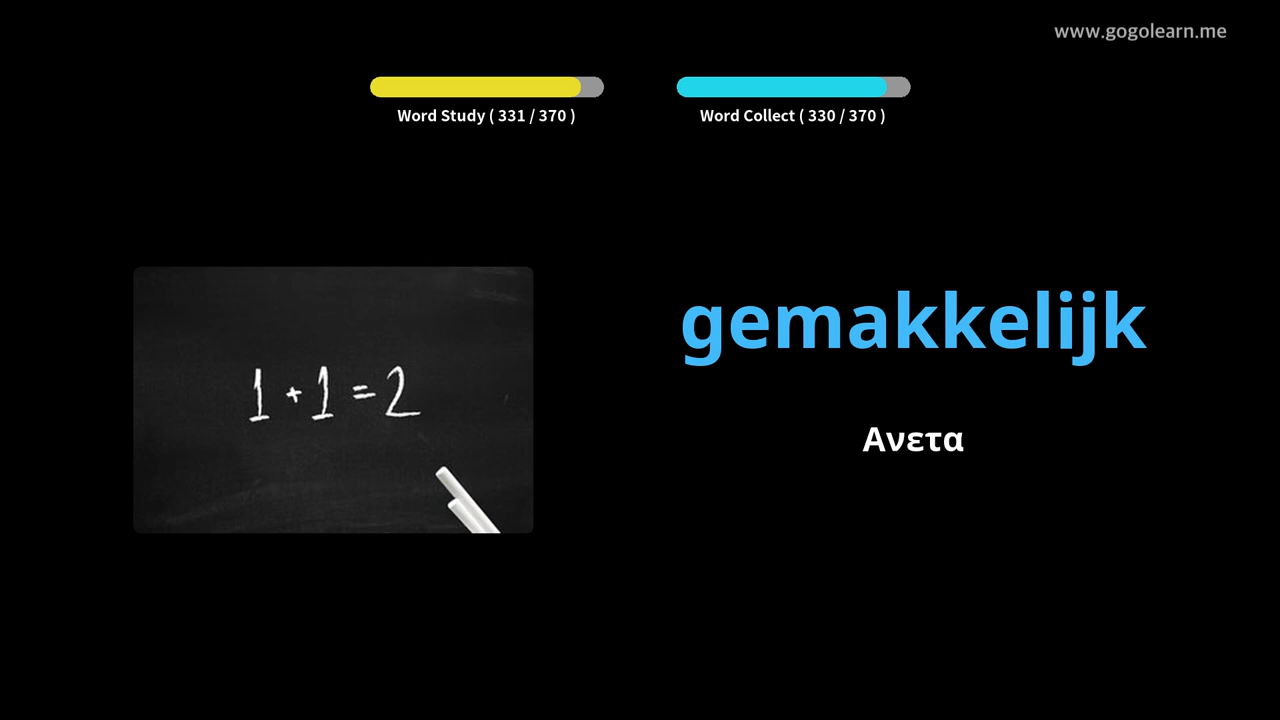 www.gogolearn.me
Word Study ( 331 / 370 )
Word Collect ( 330 / 370 )
1 + 1 = 2
gemakkelijk
Ανετα